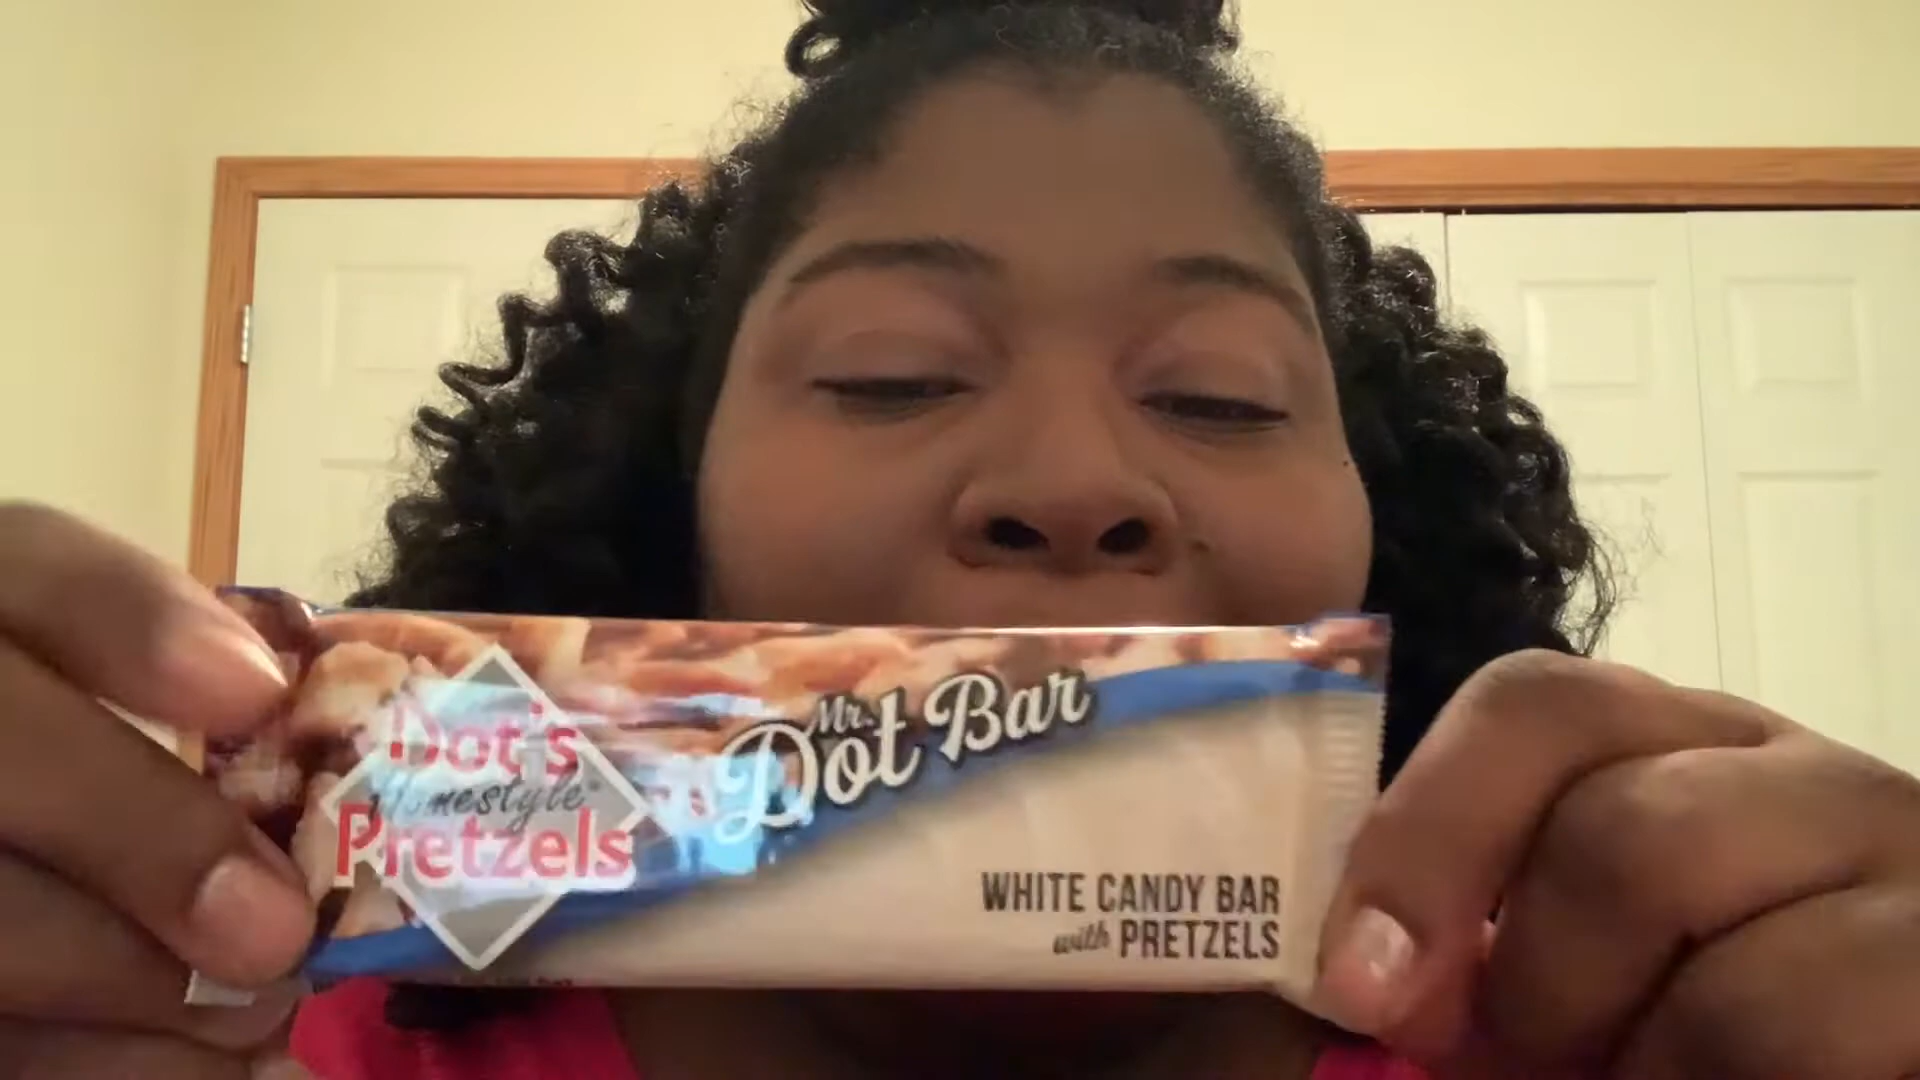 Dot's
Homestyle
Pretzels
Mr.
Dot Bar
WHITE CANDY BAR
with PRETZELS